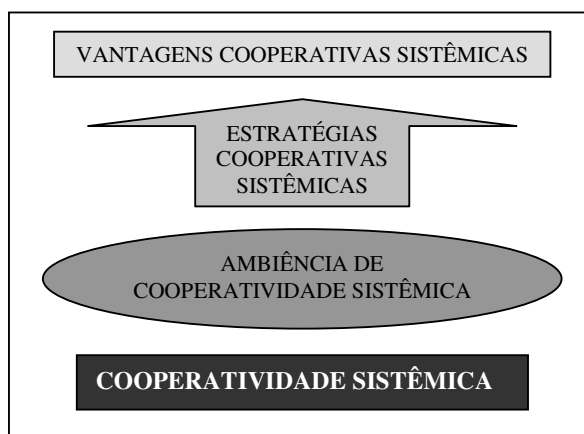 VANTAGENS COOPERATIVAS SISTÊMICAS
ESTRATÉGIAS
COOPERATIVAS
SISTÊMICAS
AMBIÊNCIA DE
COOPERATIVIDADE SISTÊMICA
COOPERATIVIDADE SISTÊMICA